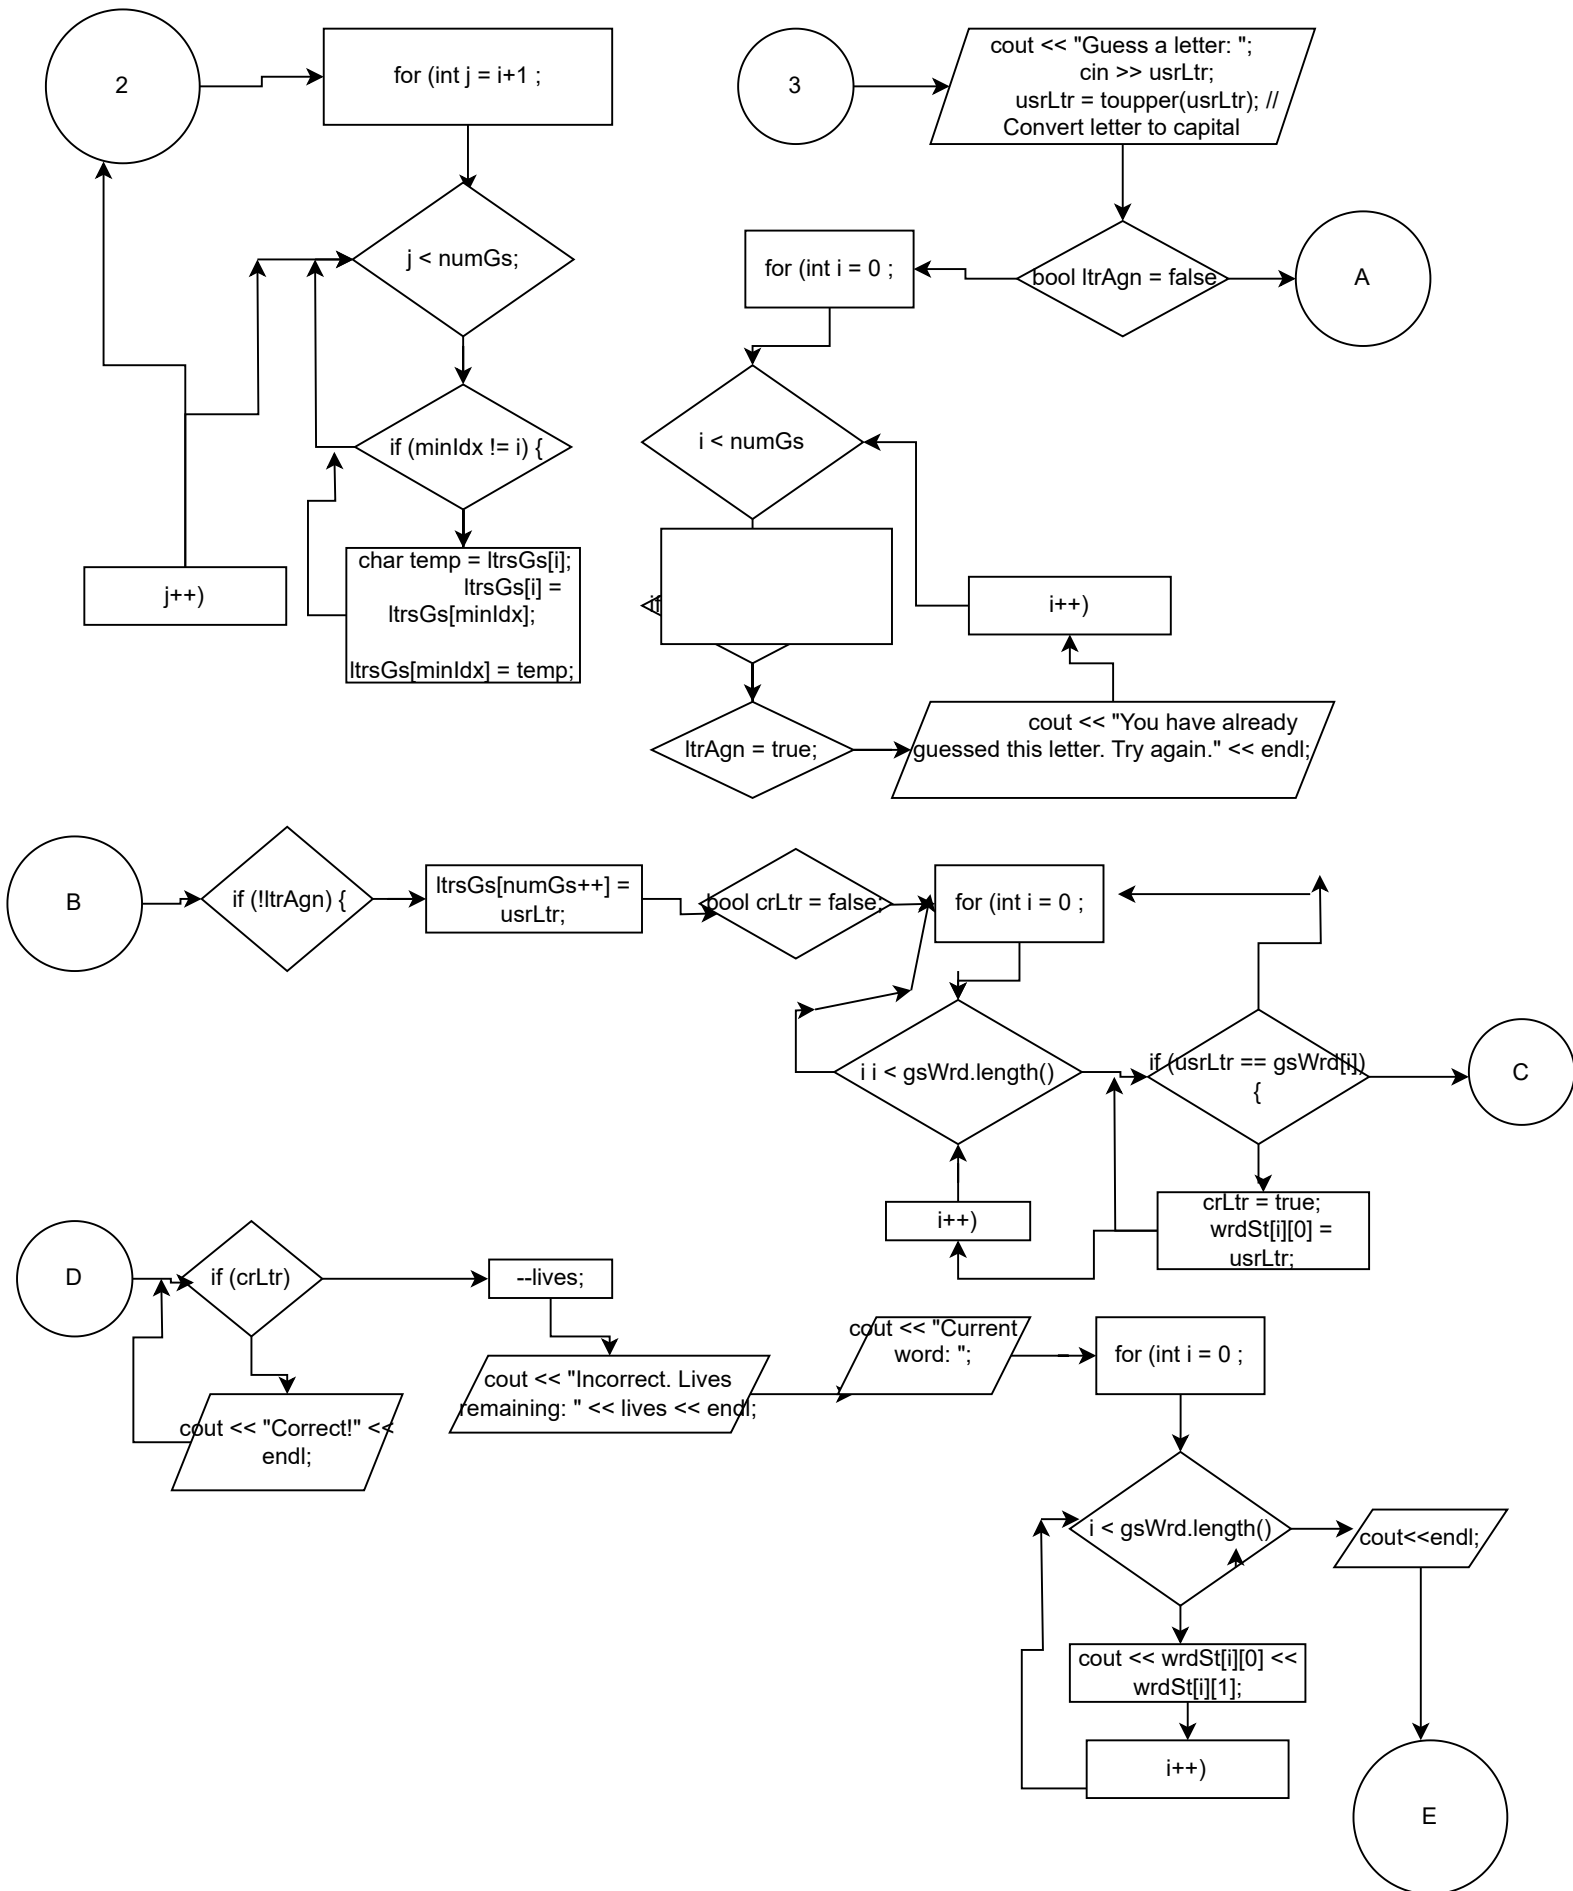 2
for (int j = i+1 ;
j < numGs;
if (minIdx != i) {
char temp = ltrsGs[i];
ltrsGs[i] =
ltrsGs[minIdx];
ltrsGs[minIdx] = temp;
j++)
3
cout << "Guess a letter: ";
cin >> usrLtr;
usrLtr = toupper(usrLtr); //
Convert letter to capital
bool ltrAgn = false
A
for (int i = 0 ;
i < numGs
if
i++)
ltrAgn = true;
cout << "You have already
guessed this letter. Try again." << endl;
B
if (!ltrAgn) {
ltrsGs[numGs++] =
usrLtr;
bool crLtr = false;
for (int i = 0 ;
i i < gsWrd.length()
if (usrLtr == gsWrd[i])
{
C
crLtr = true;
wrdSt[i][0] =
usrLtr;
i++)
D
if (crLtr)
--lives;
cout << "Correct!" <<
endl;
cout << "Incorrect. Lives
remaining: " << lives << endl;
cout << "Current
word: ";
for (int i = 0 ;
i < gsWrd.length()
cout<<endl;
cout << wrdSt[i][0] <<
wrdSt[i][1];
i++)
E